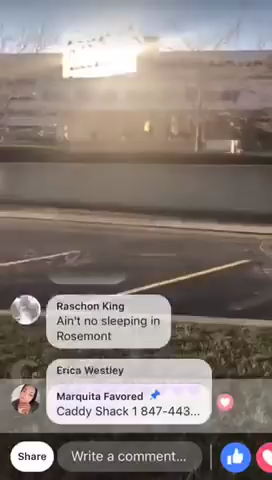 Raschon King
Ain't no sleeping in
Rosemont
Erica Westley
Marquita Favored
Caddy Shack 1 847-443...
Share
Write a comment...